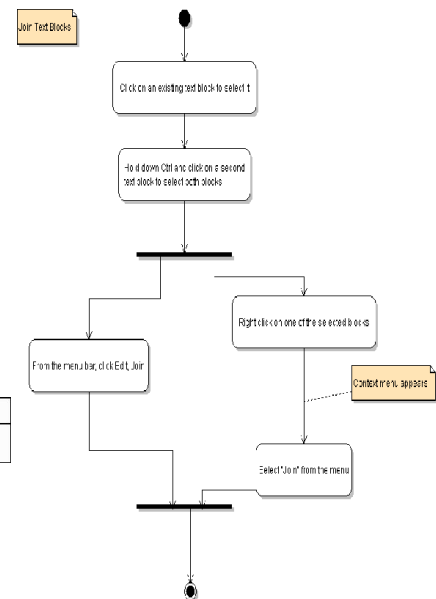 Join Text Blocks
Click on an existing text block to select it
Hold down Ctrl and click on a second
text block to select both blocks
Right click on one of the selected blocks
From the menu bar, click Edit, Join
Context menu appears
Select "Join" from the menu